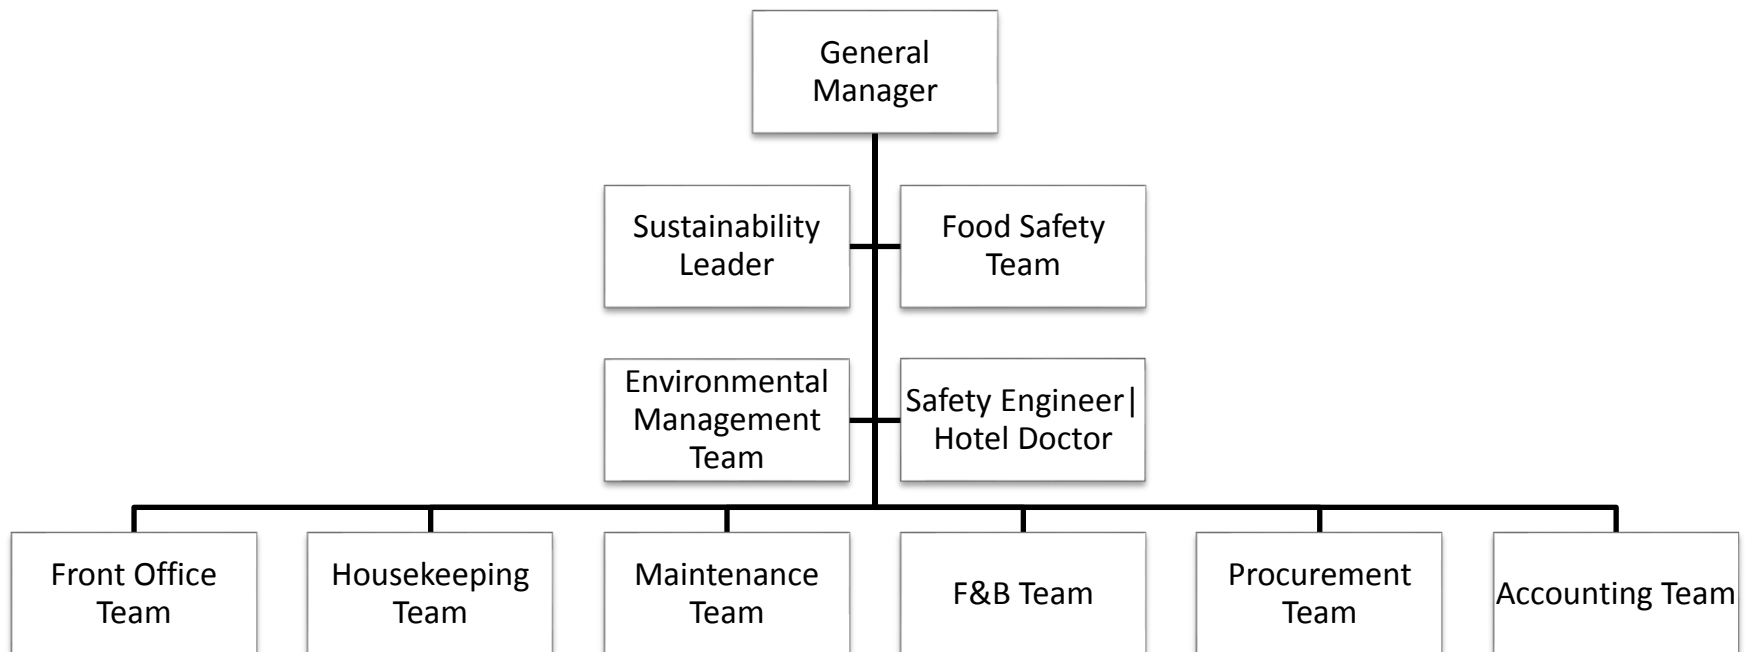 General
Manager
Sustainability
Leader
Food Safety
Team
Environmental
Management
Team
Safety Engineer|
Hotel Doctor
Front Office
Team
Housekeeping
Team
Maintenance
Team
F&B Team
Procurement
Team
Accounting Team